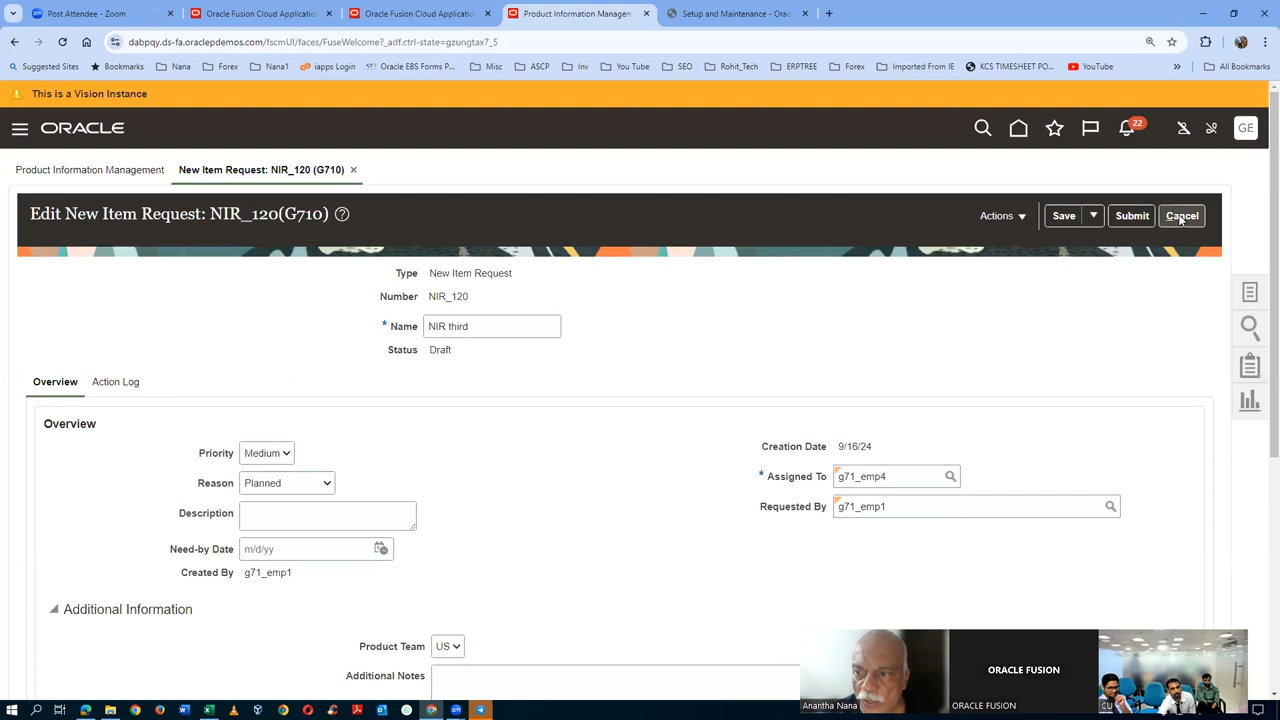 Post Attendee - Zoom
Oracle Fusion Cloud Application
Oracle Fusion Cloud Application
Product Information Manageme
Setup and Maintenance - Oracle
dabpqy.ds-fa.oraclepdemos.com/fscmUI/faces/FuseWelcome?_adf.ctrl-state=gzungtax7_5
Suggested Sites
Bookmarks
Nana
Forex
Nana1
iapps Login
Oracle EBS Forms P...
Misc
ASCP
Inv
You Tube
SEO
Rohit_Tech
ERPTREE
Forex
Imported From IE
KCS TIMESHEET PO...
YouTube
All Bookmarks
This is a Vision Instance
ORACLE
22
GE
Product Information Management
New Item Request: NIR_120 (G710)
Edit New Item Request: NIR_120(G710)
Actions
Save
Submit
Cancel
Type New Item Request
Number NIR_120
* Name NIR third
Status Draft
Overview
Action Log
Overview
Priority Medium
Creation Date 9/16/24
Reason Planned
* Assigned To g71_emp4
Description
Requested By g71_emp1
Need-by Date m/d/yy
Created By g71_emp1
Additional Information
Product Team US
Additional Notes
ORACLE FUSION
Anantha Nana
ORACLE FUSION
CU